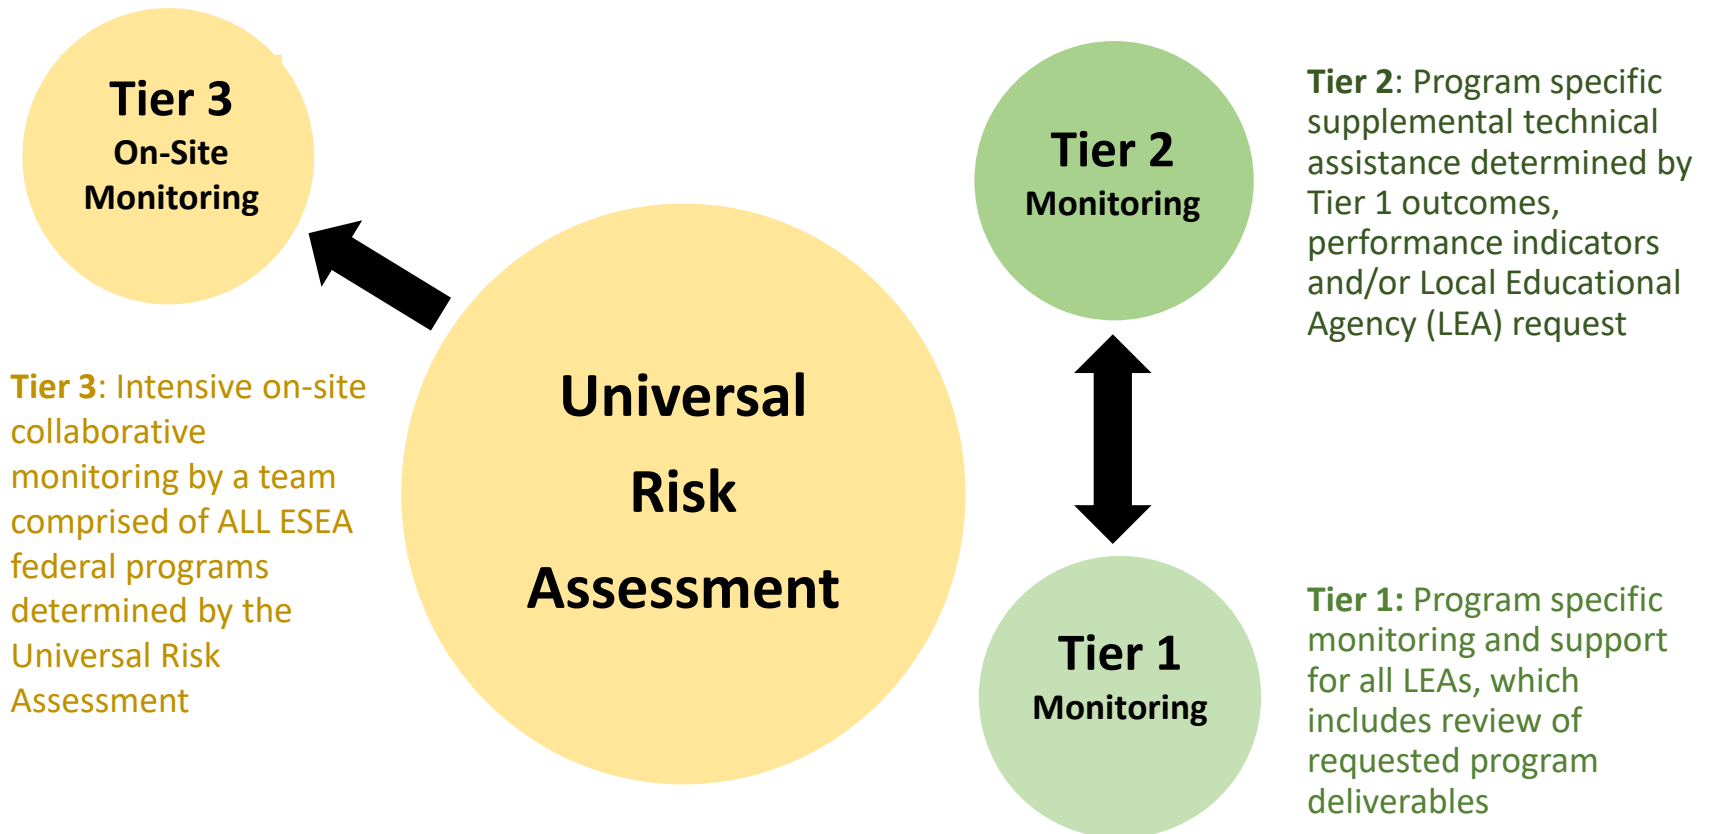 Tier 3
On-Site
Monitoring
Tier 3: Intensive on-site
collaborative
monitoring by a team
comprised of ALL ESEA
federal programs
determined by the
Universal Risk
Assessment
Universal
Risk
Assessment
Tier 2
Monitoring
Tier 2: Program specific
supplemental technical
assistance determined by
Tier 1 outcomes,
performance indicators
and/or Local Educational
Agency (LEA) request
Tier 1
Monitoring
Tier 1: Program specific
monitoring and support
for all LEAs, which
includes review of
requested program
deliverables